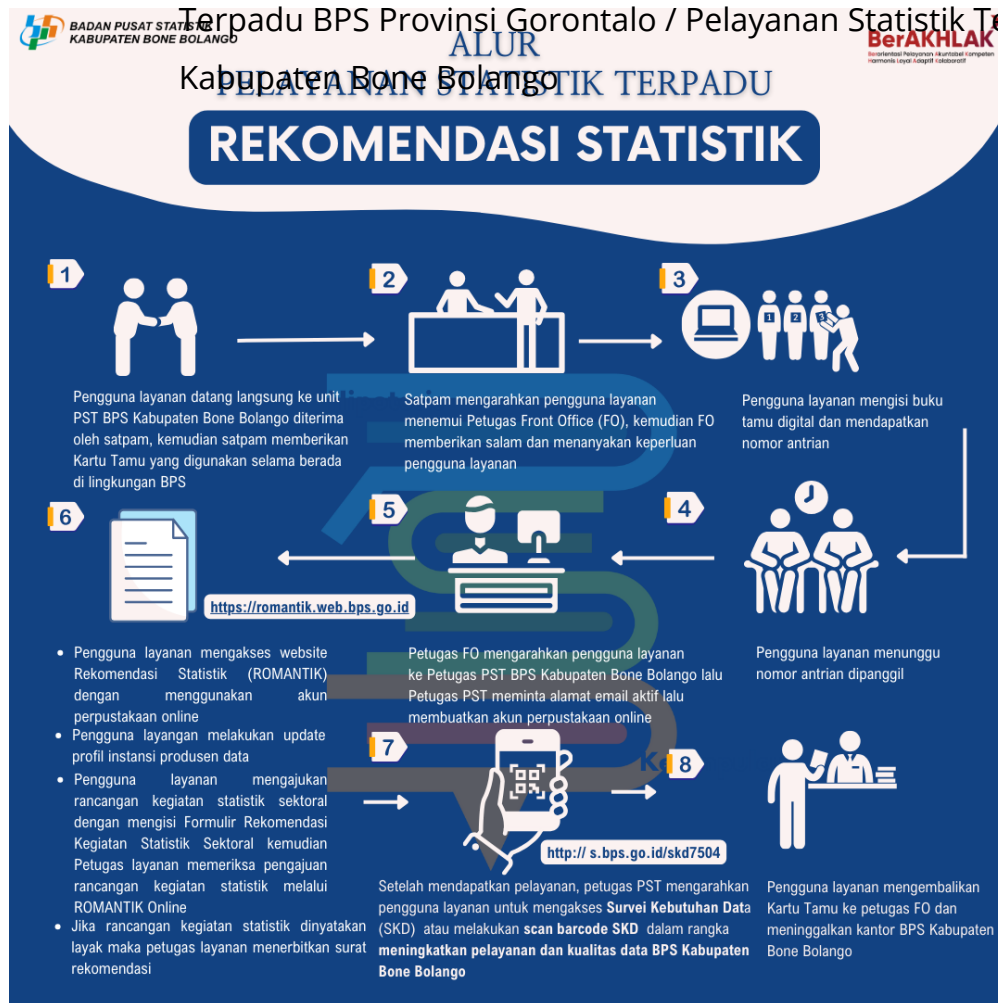 BADAN PUSAT STATISTIK
KABUPATEN BONE BOLANGO
Terpadu BPS Provinsi Gorontalo / Pelayanan Statistik
Kabupaten Bone Bolango
BerAKHLAK
Berorientasi Pelayanan Akuntabel Kompeten
Harmonis Loyal Adaptif Kolaboratif
ALUR
PELAYANAN STATISTIK TERPADU
REKOMENDASI STATISTIK
1
Pengguna layanan datang langsung ke unit
PST BPS Kabupaten Bone Bolango diterima
oleh satpam, kemudian satpam memberikan
Kartu Tamu yang digunakan selama berada
di lingkungan BPS
2
Satpam mengarahkan pengguna layanan
menemui Petugas Front Office (FO), kemudian FO
memberikan salam dan menanyakan keperluan
pengguna layanan
3
1 2 3
Pengguna layanan mengisi buku
tamu digital dan mendapatkan
nomor antrian
4
Pengguna layanan menunggu
nomor antrian dipanggil
5
Petugas FO mengarahkan pengguna layanan
ke Petugas PST BPS Kabupaten Bone Bolango lalu
Petugas PST meminta alamat email aktif lalu
membuatkan akun perpustakaan online
6
https://romantik.web.bps.go.id
• Pengguna layanan mengakses website
Rekomendasi Statistik (ROMANTIK)
dengan menggunakan akun
perpustakaan online
• Pengguna layangan melakukan update
profil instansi produsen data
• Pengguna layanan mengajukan
rancangan kegiatan statistik sektoral
dengan mengisi Formulir Rekomendasi
Kegiatan Statistik Sektoral kemudian
Petugas layanan memeriksa pengajuan
rancangan kegiatan statistik melalui
ROMANTIK Online
• Jika rancangan kegiatan statistik dinyatakan
layak maka petugas layanan menerbitkan surat
rekomendasi
7
http:// s.bps.go.id/skd7504
Setelah mendapatkan pelayanan, petugas PST mengarahkan
pengguna layanan untuk mengakses Survei Kebutuhan Data
(SKD) atau melakukan scan barcode SKD dalam rangka
meningkatkan pelayanan dan kualitas data BPS Kabupaten
Bone Bolango
8
Pengguna layanan mengembalikan
Kartu Tamu ke petugas FO dan
meninggalkan kantor BPS Kabupaten
Bone Bolango